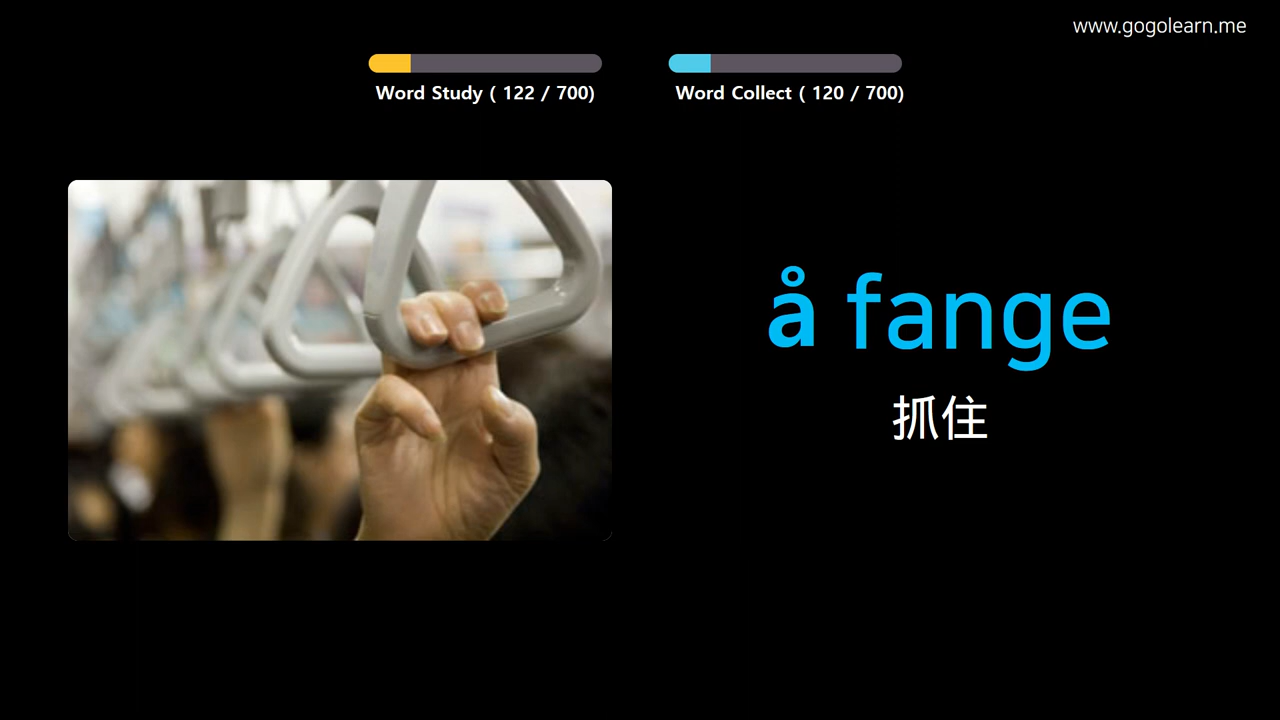 www.gogolearn.me
Word Study ( 122 / 700)
Word Collect ( 120 / 700)
å fange
抓住